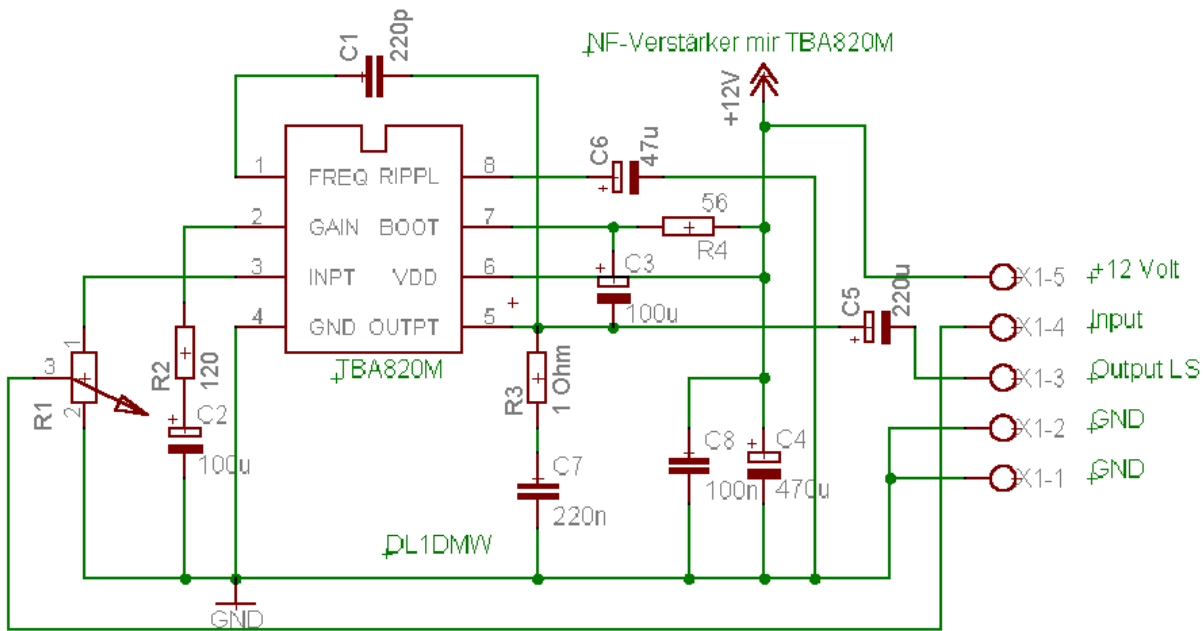 NF-Verstärker mir TBA820M
C1
220p
+12V
C6
47u
1 FREQ RIPPL 8
2 GAIN BOOT 7
3 INPT VDD 6
4 GND OUTPT 5
TBA820M
56
R4
C3
100u
C5
220u
X1-5 +12 Volt
X1-4 Input
X1-3 Output LS
X1-2 GND
X1-1 GND
3
1
2
R1
R2
120
C2
100u
R3
1 Ohm
C7
220n
C8
100n
C4
470u
DL1DMW
GND